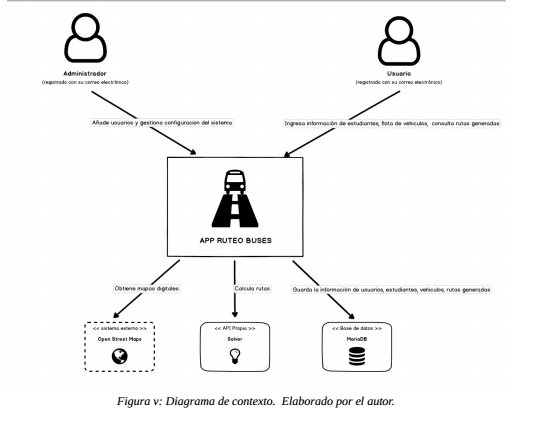 Administrador
(registrado con su correo electrónico)
Usuario
(registrado con su correo electrónico)
Añade usuarios y gestiona configuracion del sistema
Ingresa información de estudiantes, flota de vehiculos, consulta rutas generadas
APP RUTEO BUSES
Obtiene mapas digitales
Calcula rutas
Guarda la información de usuarios, estudiantes, vehiculos, rutas generadas
<< sistema externo >>
Open Street Maps
<< API Propia >>
Solver
<< Base de datos >>
MariaDB
Figura v: Diagrama de contexto. Elaborado por el autor.